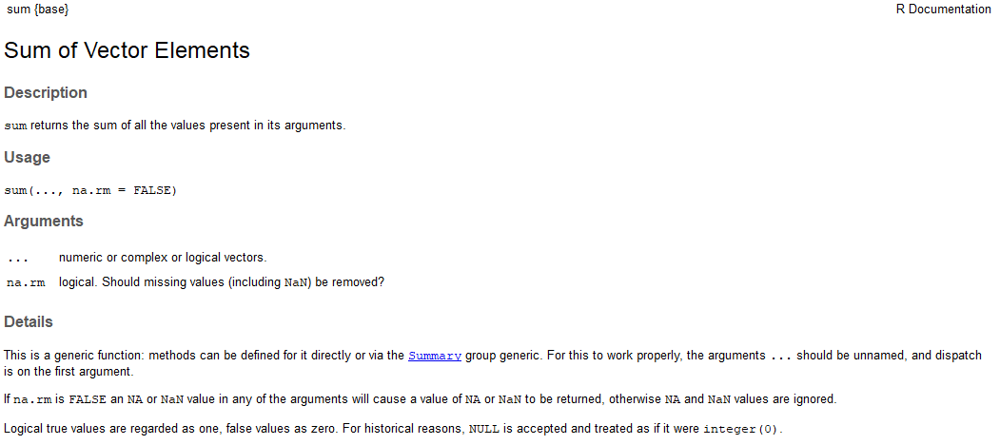 sum {base}
R Documentation
Sum of Vector Elements
Description
sum returns the sum of all the values present in its arguments.
Usage
sum(..., na.rm = FALSE)
Arguments
... numeric or complex or logical vectors.
na.rm logical. Should missing values (including NaN) be removed?
Details
This is a generic function: methods can be defined for it directly or via the Summary group generic. For this to work properly, the arguments ... should be unnamed, and dispatch
is on the first argument.
If na.rm is FALSE an NA or NaN value in any of the arguments will cause a value of NA or NaN to be returned, otherwise NA and NaN values are ignored.
Logical true values are regarded as one, false values as zero. For historical reasons, NULL is accepted and treated as if it were integer(0).